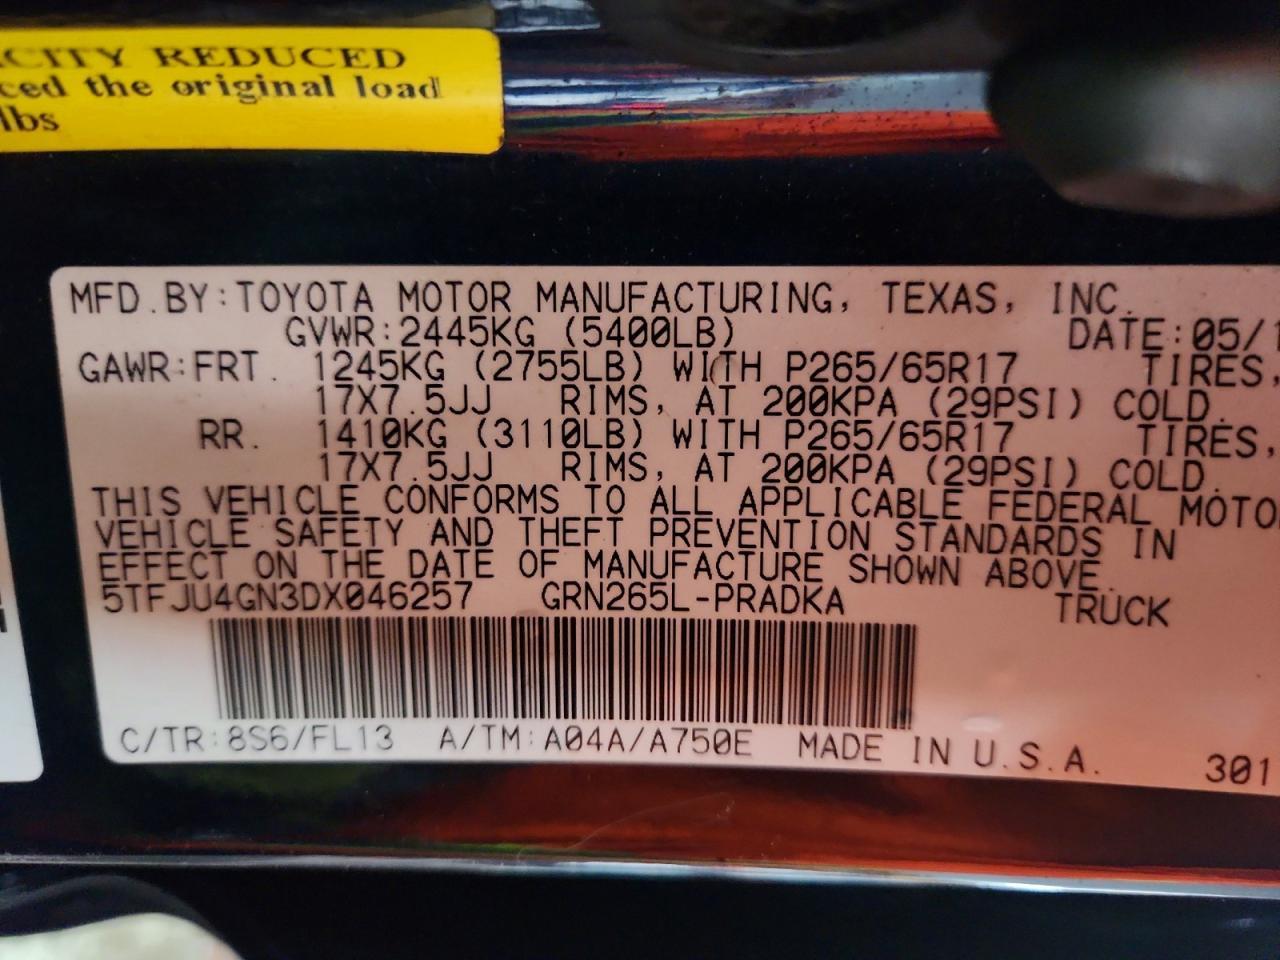 CITY REDUCED
ced the original load
lbs
MFD.BY:TOYOTA MOTOR MANUFACTURING, TEXAS, INC.
GVWR:2445KG (5400LB) DATE:05/1
GAWR:FRT. 1245KG (2755LB) WITH P265/65R17 TIRES,
17X7.5JJ RIMS, AT 200KPA (29PSI) COLD.
RR. 1410KG (3110LB) WITH P265/65R17 TIRES,
17X7.5JJ RIMS, AT 200KPA (29PSI) COLD.
THIS VEHICLE CONFORMS TO ALL APPLICABLE FEDERAL MOTO
VEHICLE SAFETY AND THEFT PREVENTION STANDARDS IN
EFFECT ON THE DATE OF MANUFACTURE SHOWN ABOVE.
5TFJU4GN3DX046257 GRN265L-PRADKA TRUCK
C/TR:8S6/FL13 A/TM:A04A/A750E MADE IN U.S.A. 301